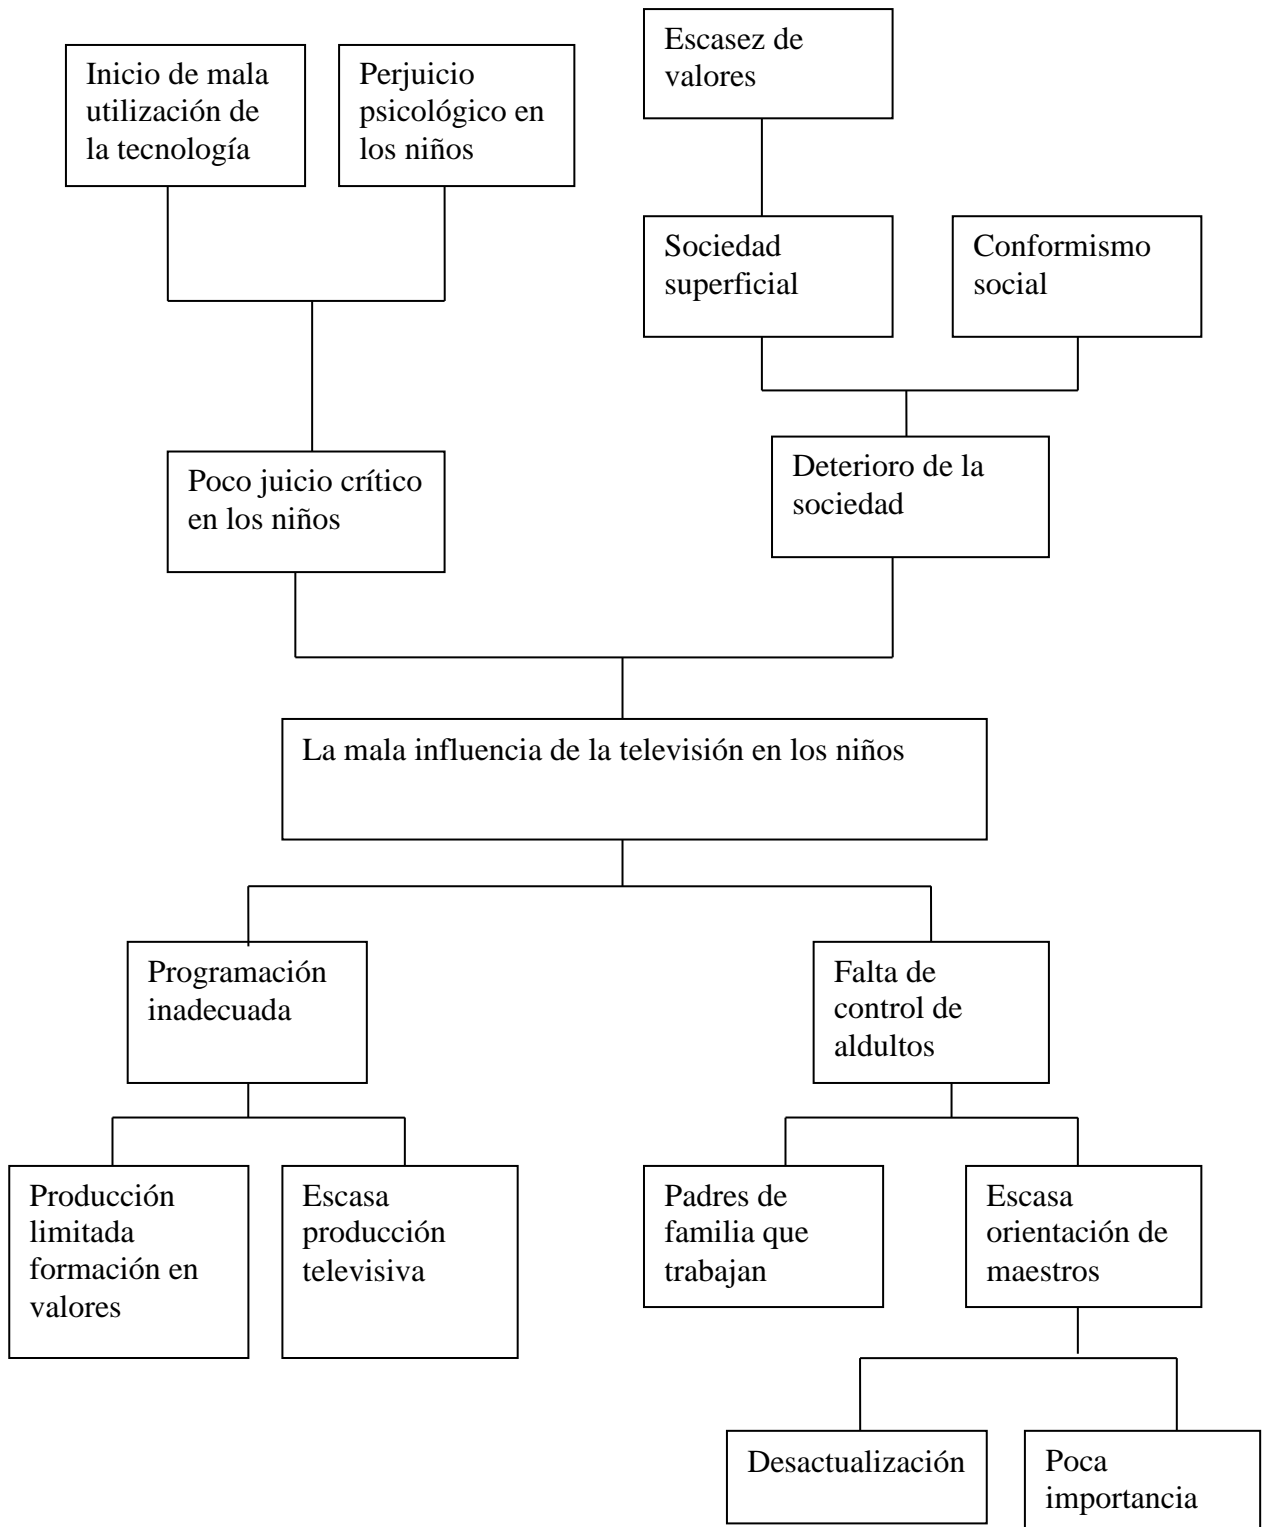 Escasez de
valores
Inicio de mala
utilización de
la tecnología
Perjuicio
psicológico en
los niños
Sociedad
superficial
Conformismo
social
Poco juicio crítico
en los niños
Deterioro de la
sociedad
La mala influencia de la televisión en los niños
Programación
inadecuada
Falta de
control de
aldultos
Producción
limitada
formación en
valores
Escasa
producción
televisiva
Padres de
familia que
trabajan
Escasa
orientación de
maestros
Desactualización
Poca
importancia